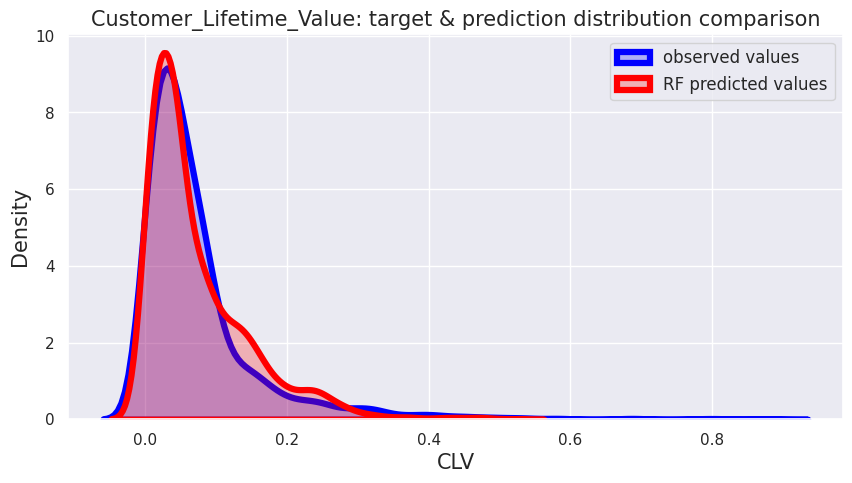 Customer_Lifetime_Value: target & prediction distribution comparison
observed values
RF predicted values
Density
10
8
6
4
2
0
0.0 0.2 0.4 0.6 0.8
CLV